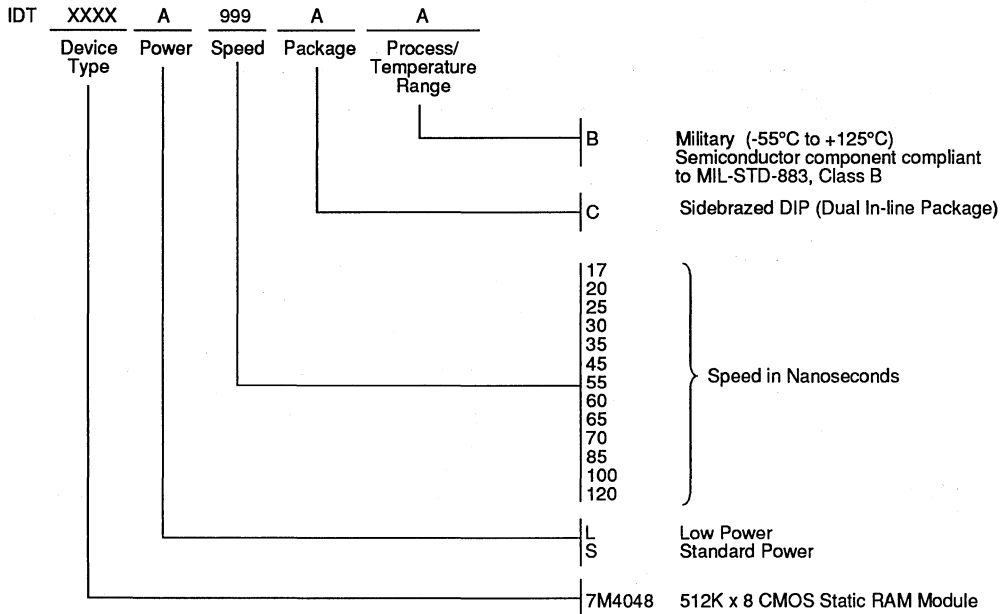 IDT XXXX A 999 A A
Device Type Power Speed Package Process/ Temperature Range
B Military (-55°C to +125°C)
Semiconductor component compliant
to MIL-STD-883, Class B
C Sidebrazed DIP (Dual In-line Package)
17
20
25
30
35
45
55
60
65
70
85
100
120
Speed in Nanoseconds
L Low Power
S Standard Power
7M4048 512K x 8 CMOS Static RAM Module